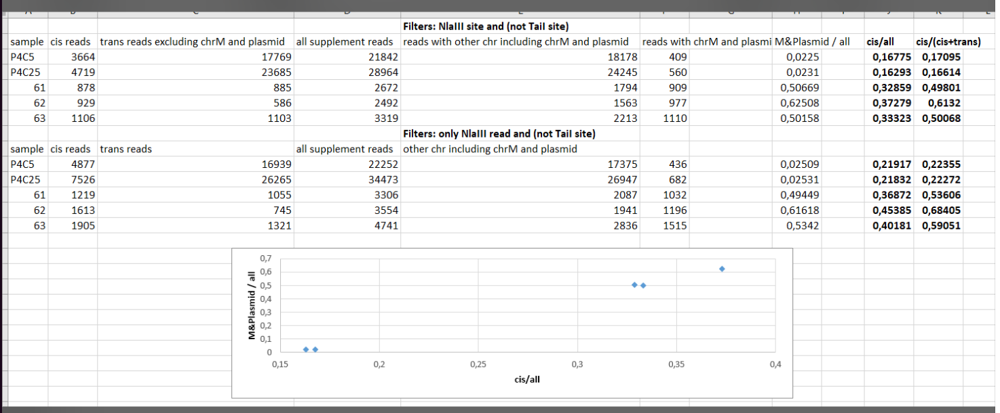 Filters: NlaIII site and (not TaiI site)
sample cis reads trans reads excluding chrM and plasmid all supplement reads reads with other chr including chrM and plasmid reads with chrM and plasmi M&Plasmid / all cis/all cis/(cis+trans)
P4C5 3664 17769 21842 18178 409 0,0225 0,16775 0,17095
P4C25 4719 23685 28964 24245 560 0,0231 0,16293 0,16614
61 878 885 2672 1794 909 0,50669 0,32859 0,49801
62 929 586 2492 1563 977 0,62508 0,37279 0,6132
63 1106 1103 3319 2213 1110 0,50158 0,33323 0,50068
Filters: only NlaIII read and (not TaiI site)
sample cis reads trans reads all supplement reads other chr including chrM and plasmid
P4C5 4877 16939 22252 17375 436 0,02509 0,21917 0,22355
P4C25 7526 26265 34473 26947 682 0,02531 0,21832 0,22272
61 1219 1055 3306 2087 1032 0,49449 0,36872 0,53606
62 1613 745 3554 1941 1196 0,61618 0,45385 0,68405
63 1905 1321 4741 2836 1515 0,5342 0,40181 0,59051
M&Plasmid / all
0,7
0,6
0,5
0,4
0,3
0,2
0,1
0
0,15 0,2 0,25 0,3 0,35 0,4
cis/all